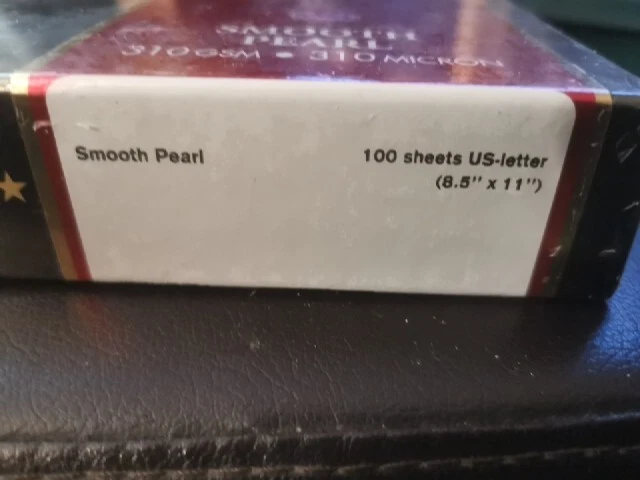 SMOOTH
PEARL
310GSM • 310 MICRON
Smooth Pearl
100 sheets US-letter
(8.5" x 11")